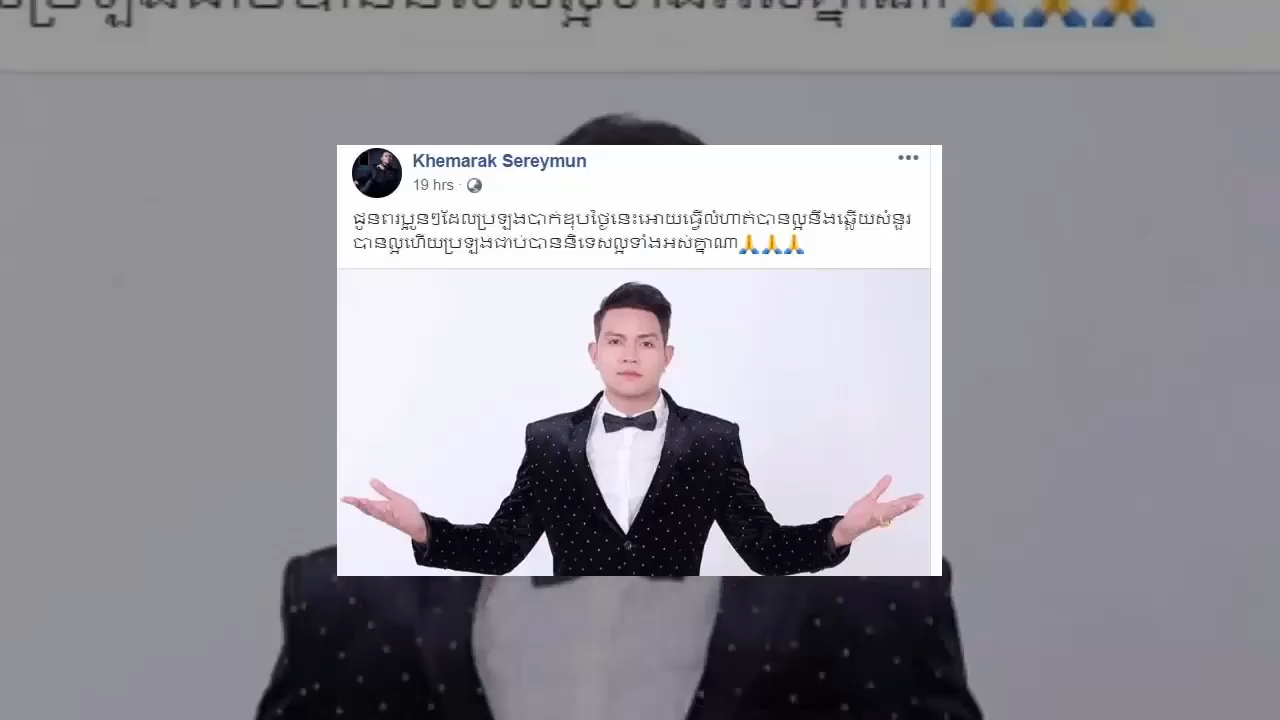 Khemarak Sereymun
19 hrs ·
ជូនពរប្អូនៗដែលប្រឡងបាក់ឌុបថ្ងៃនេះអោយធ្វើលំហាត់បានល្អនឹងឆ្លើយសំនួរ
បានល្អហើយប្រឡងជាប់បាននិទេសល្អទាំងអស់គ្នាណា🙏🙏🙏